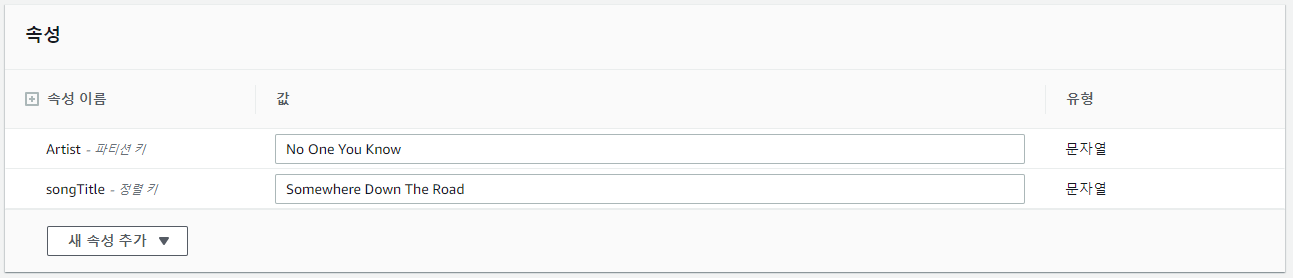 속성
속성 이름 값 유형
Artist - 파티션 키 No One You Know 문자열
songTitle - 정렬 키 Somewhere Down The Road 문자열
새 속성 추가